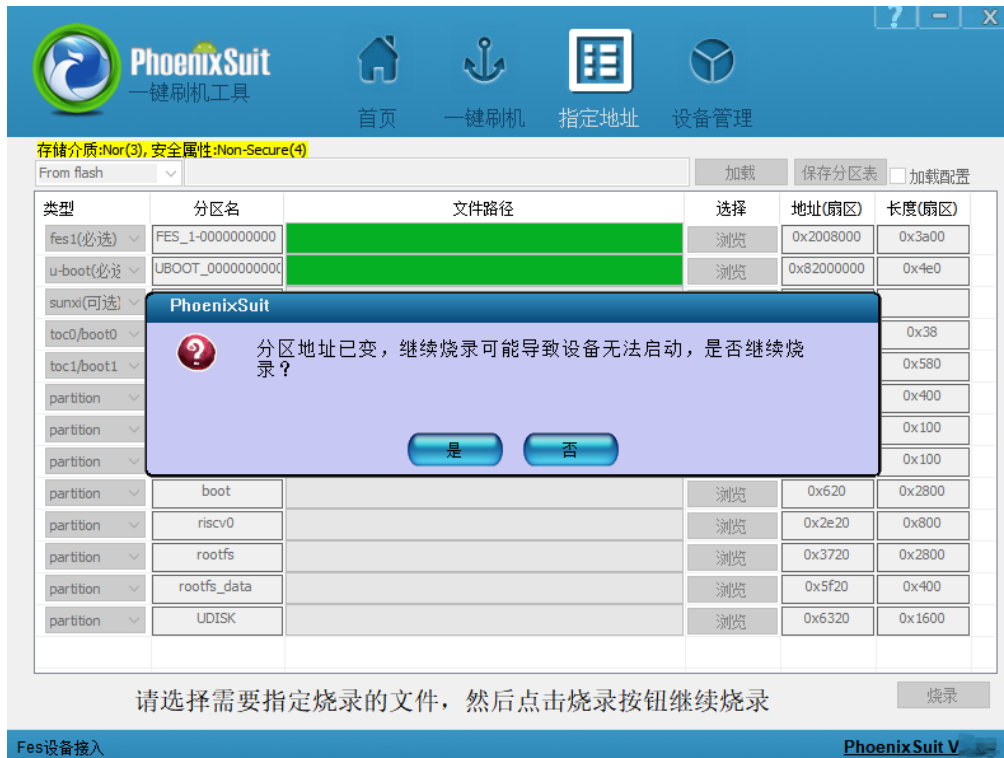 ? - X
PhoenixSuit
一键刷机工具
首页 一键刷机 指定地址 设备管理
存储介质:Nor(3),安全属性:Non-Secure(4)
From flash 加载 保存分区表 加载配置
类型 分区名 文件路径 选择 地址(扇区) 长度(扇区)
fes1(必选) FES_1-0000000000 浏览 0x2008000 0x3a00
u-boot(必选 UBOOT_0000000000 浏览 0x82000000 0x4e0
sunxi(可选)
toc0/boot0 0x38
toc1/boot1 0x580
partition 0x400
partition 0x100
partition 0x100
PhoenixSuit
分区地址已变，继续烧录可能导致设备无法启动，是否继续烧
录？
是 否
partition boot 浏览 0x620 0x2800
partition riscv0 浏览 0x2e20 0x800
partition rootfs 浏览 0x3720 0x2800
partition rootfs_data 浏览 0x5f20 0x400
partition UDISK 浏览 0x6320 0x1600
请选择需要指定烧录的文件，然后点击烧录按钮继续烧录 烧录
Fes设备接入 PhoenixSuit V